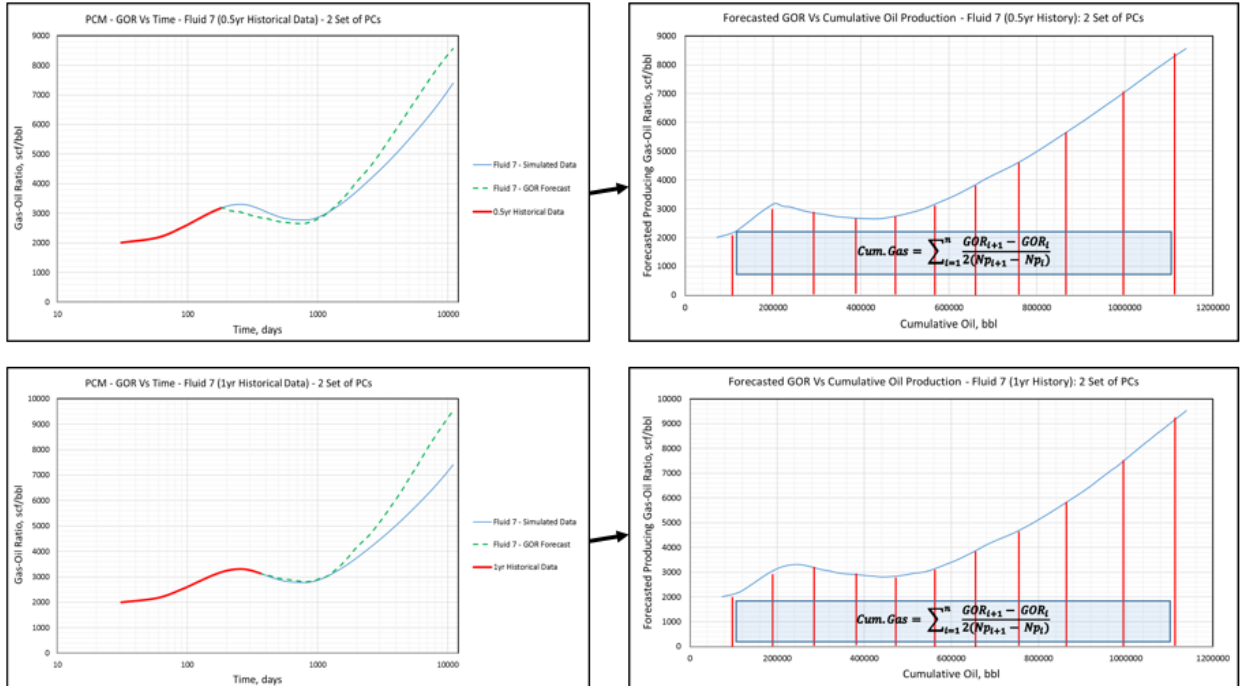 PCM - GOR Vs Time - Fluid 7 (0.5yr Historical Data) - 2 Set of PCs
Gas-Oil Ratio, scf/bbl
9000
8000
7000
6000
5000
4000
3000
2000
1000
0
10 100 1000 10000
Time, days
Fluid 7 - Simulated Data
Fluid 7 - GOR Forecast
0.5yr Historical Data
Forecasted GOR Vs Cumulative Oil Production - Fluid 7 (0.5yr History): 2 Set of PCs
Forecasted Producing Gas-Oil Ratio, scf/bbl
10000
9000
8000
7000
6000
5000
4000
3000
2000
1000
0
Cum. Gas = ∑ⁿᵢ₌₁ (GORᵢ₊₁ − GORᵢ) / 2(Npᵢ₊₁ − Npᵢ)
0 200000 400000 600000 800000 1000000 1200000
Cumulative Oil, bbl
PCM - GOR Vs Time - Fluid 7 (1yr Historical Data) - 2 Set of PCs
Gas-Oil Ratio, scf/bbl
10000
9000
8000
7000
6000
5000
4000
3000
2000
1000
0
10 100 1000 10000
Time, days
Fluid 7 - Simulated Data
Fluid 7 - GOR Forecast
1yr Historical Data
Forecasted GOR Vs Cumulative Oil Production - Fluid 7 (1yr History): 2 Set of PCs
Forecasted Producing Gas-Oil Ratio, scf/bbl
10000
9000
8000
7000
6000
5000
4000
3000
2000
1000
0
Cum. Gas = ∑ⁿᵢ₌₁ (GORᵢ₊₁ − GORᵢ) / 2(Npᵢ₊₁ − Npᵢ)
0 200000 400000 600000 800000 1000000 1200000
Cumulative Oil, bbl